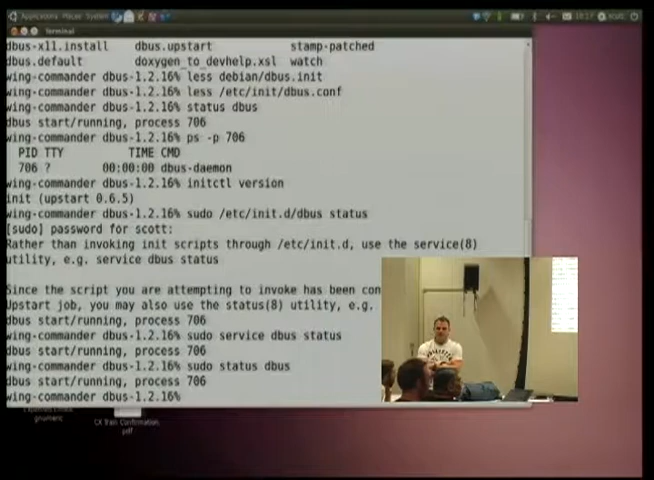 Applications Places System
Terminal
dbus-x11.install dbus.upstart stamp-patched
dbus.default doxygen_to_devhelp.xsl watch
wing-commander dbus-1.2.16% less debian/dbus.init
wing-commander dbus-1.2.16% less /etc/init/dbus.conf
wing-commander dbus-1.2.16% status dbus
dbus start/running, process 706
wing-commander dbus-1.2.16% ps -p 706
PID TTY TIME CMD
706 ? 00:00:00 dbus-daemon
wing-commander dbus-1.2.16% initctl version
init (upstart 0.6.5)
wing-commander dbus-1.2.16% sudo /etc/init.d/dbus status
[sudo] password for scott:
Rather than invoking init scripts through /etc/init.d, use the service(8)
utility, e.g. service dbus status
Since the script you are attempting to invoke has been con
Upstart job, you may also use the status(8) utility, e.g.
dbus start/running, process 706
wing-commander dbus-1.2.16% sudo service dbus status
dbus start/running, process 706
wing-commander dbus-1.2.16% sudo status dbus
dbus start/running, process 706
wing-commander dbus-1.2.16%
gnumeric
CX Train Confirmation.
pdf